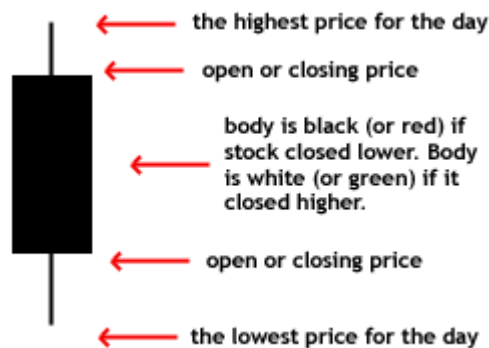 the highest price for the day
open or closing price
body is black (or red) if
stock closed lower. Body
is white (or green) if it
closed higher.
open or closing price
the lowest price for the day